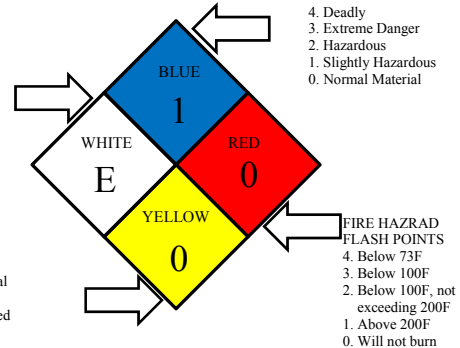 4. Deadly
3. Extreme Danger
2. Hazardous
1. Slightly Hazardous
0. Normal Material
BLUE
1
WHITE
E
RED
0
YELLOW
0
FIRE HAZRAD
FLASH POINTS
4. Below 73F
3. Below 100F
2. Below 100F, not
exceeding 200F
1. Above 200F
0. Will not burn
al
ed